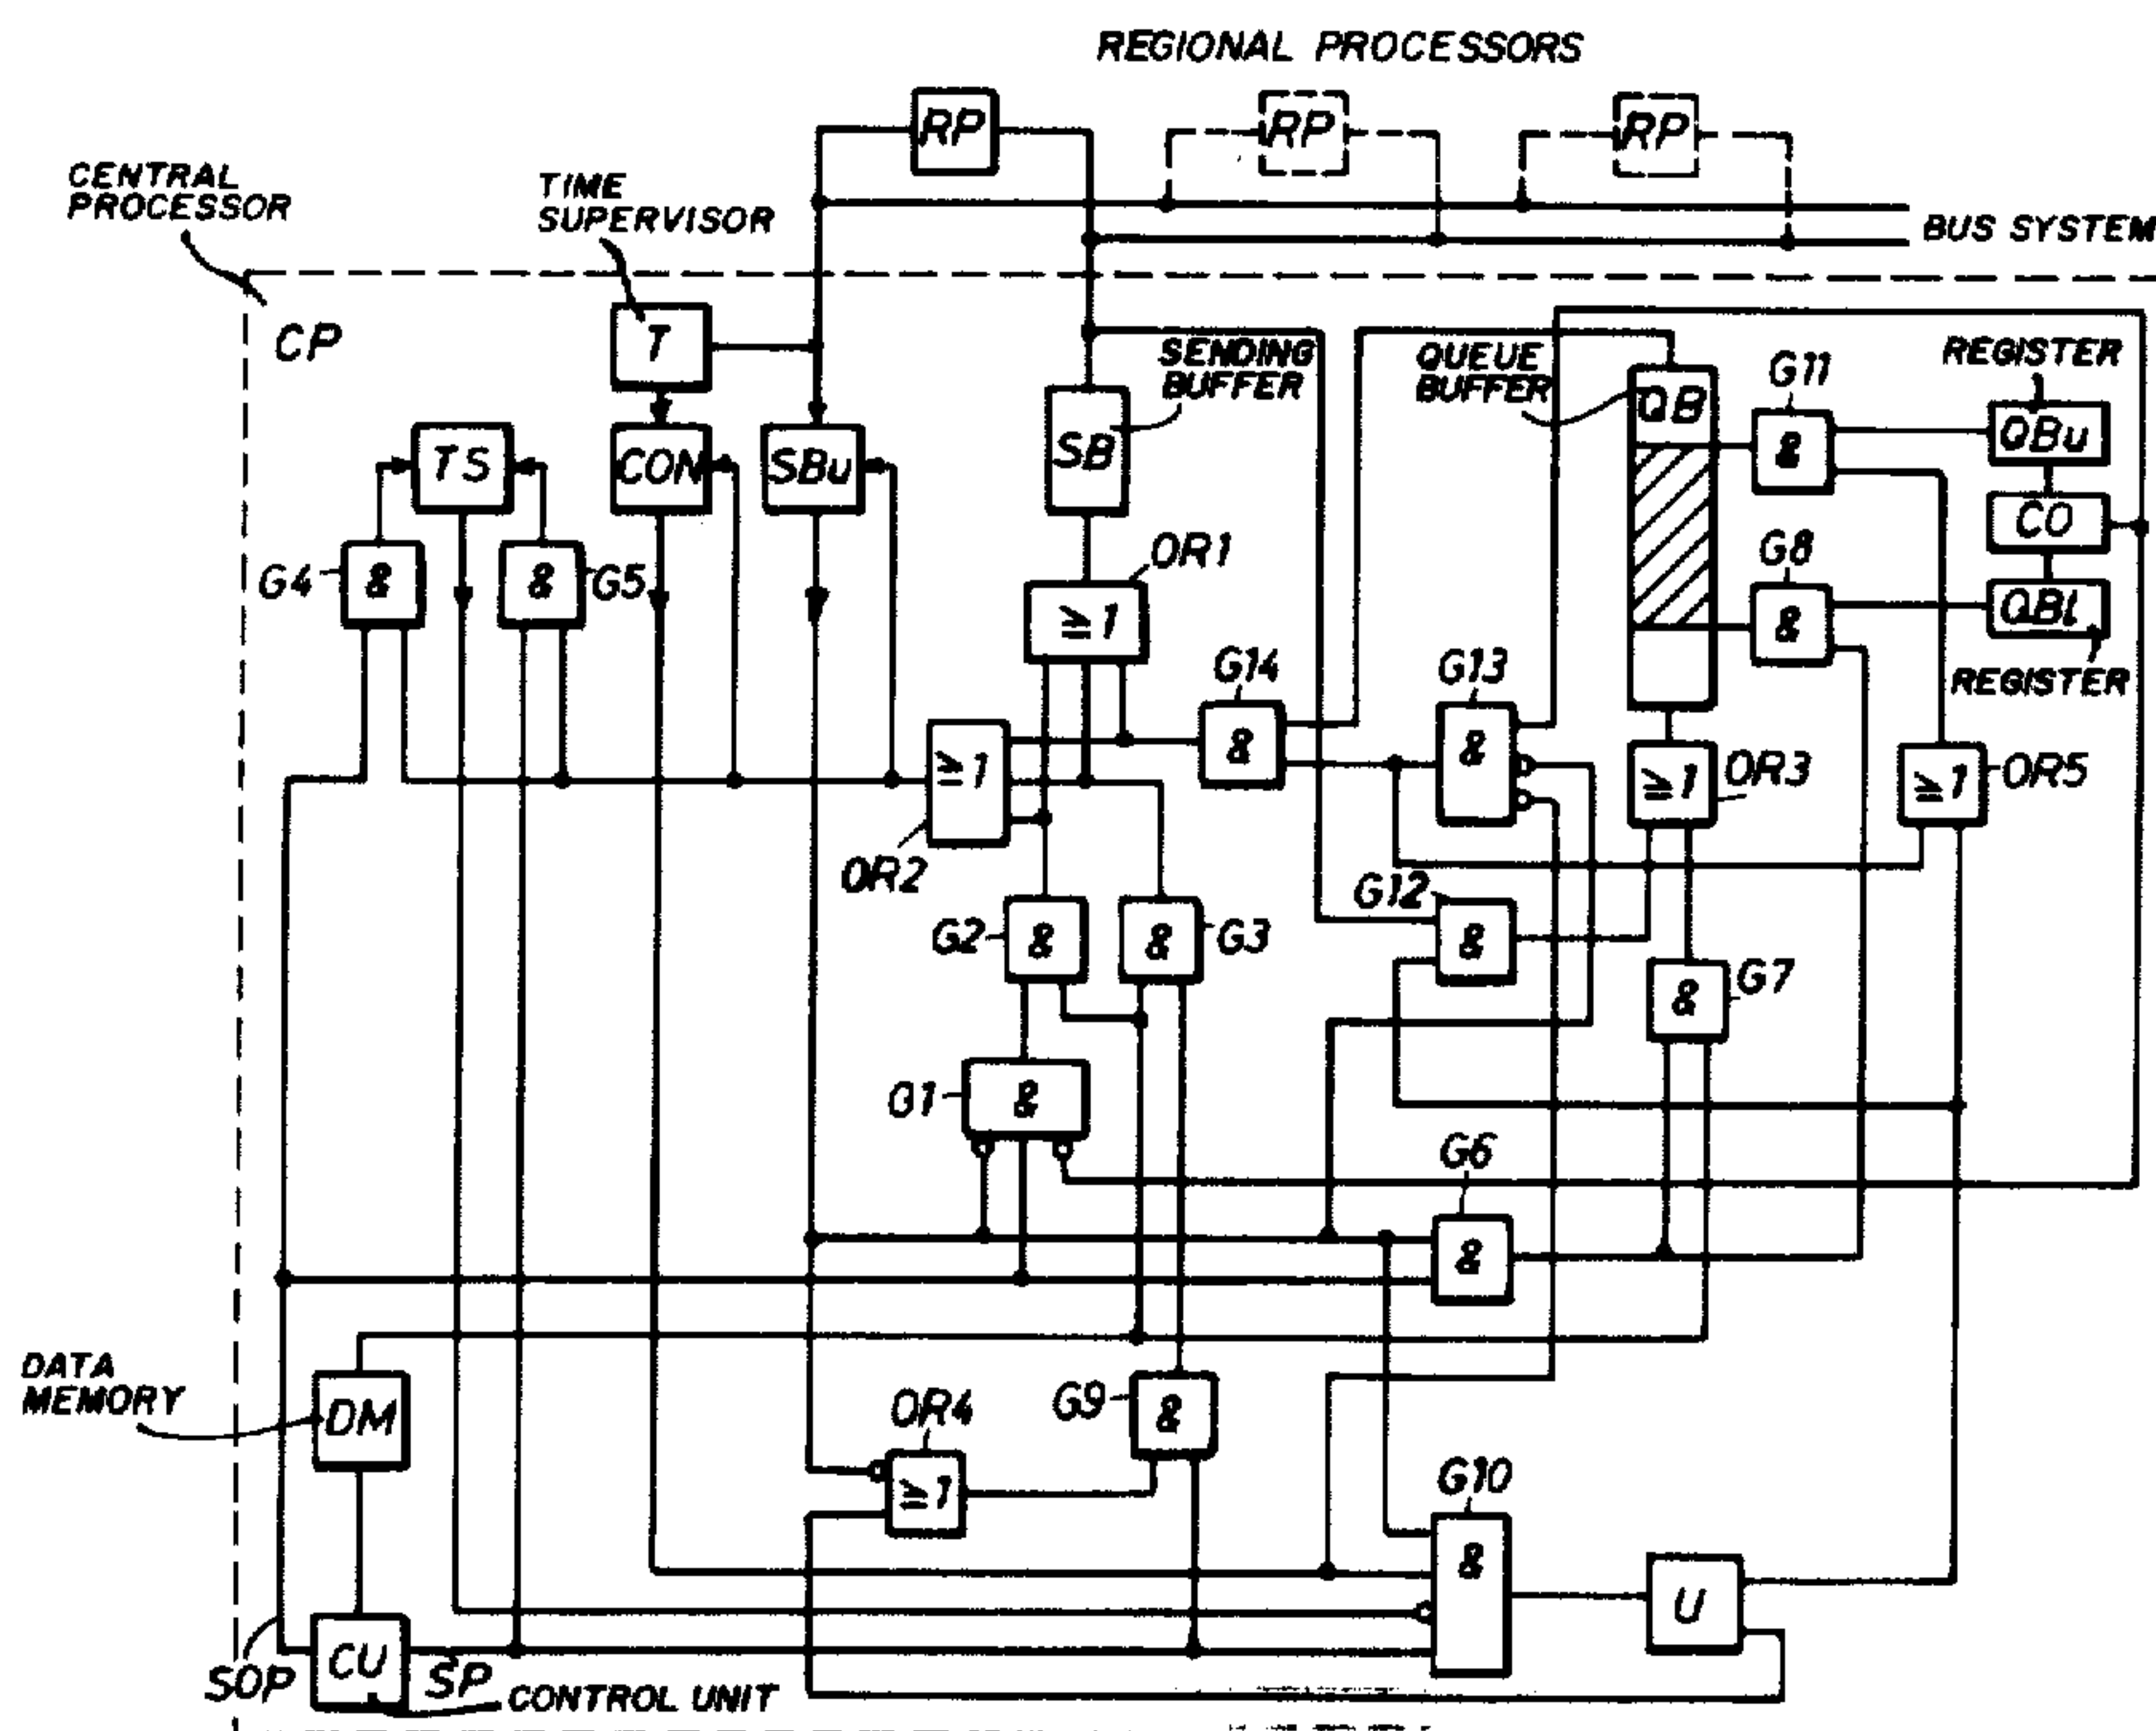 REGIONAL PROCESSORS
RP
RP
RP
CENTRAL
PROCESSOR
TIME
SUPERVISOR
BUS SYSTEM
CP
T
SENDING
BUFFER
QUEUE
BUFFER
REGISTER
G11
QB
&
QBu
TS
CON
SBu
SB
CO
G8
&
QBl
REGISTER
G4
&
&
G5
OR1
≥1
G14
&
G13
&
≥1
OR2
≥1
OR3
≥1
OR5
G2
&
&
G3
G12
&
&
G7
G1
&
G6
&
DATA
MEMORY
DM
OR4
≥1
G9
&
G10
&
U
SOP
CU
SP
CONTROL UNIT